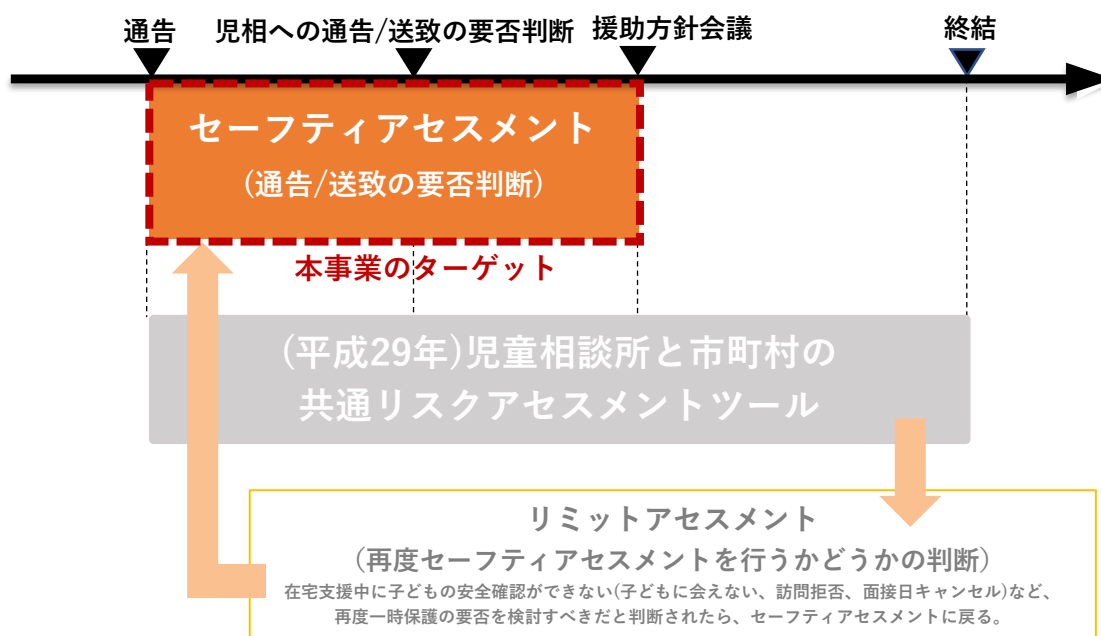 通告
児相への通告/送致の要否判断
援助方針会議
終結
セーフティアセスメント
(通告/送致の要否判断)
本事業のターゲット
(平成29年)児童相談所と市町村の
共通リスクアセスメントツール
リミットアセスメント
(再度セーフティアセスメントを行うかどうかの判断)
在宅支援中に子どもの安全確認ができない(子どもに会えない、訪問拒否、面接日キャンセル)など、
再度一時保護の要否を検討すべきだと判断されたら、セーフティアセスメントに戻る。